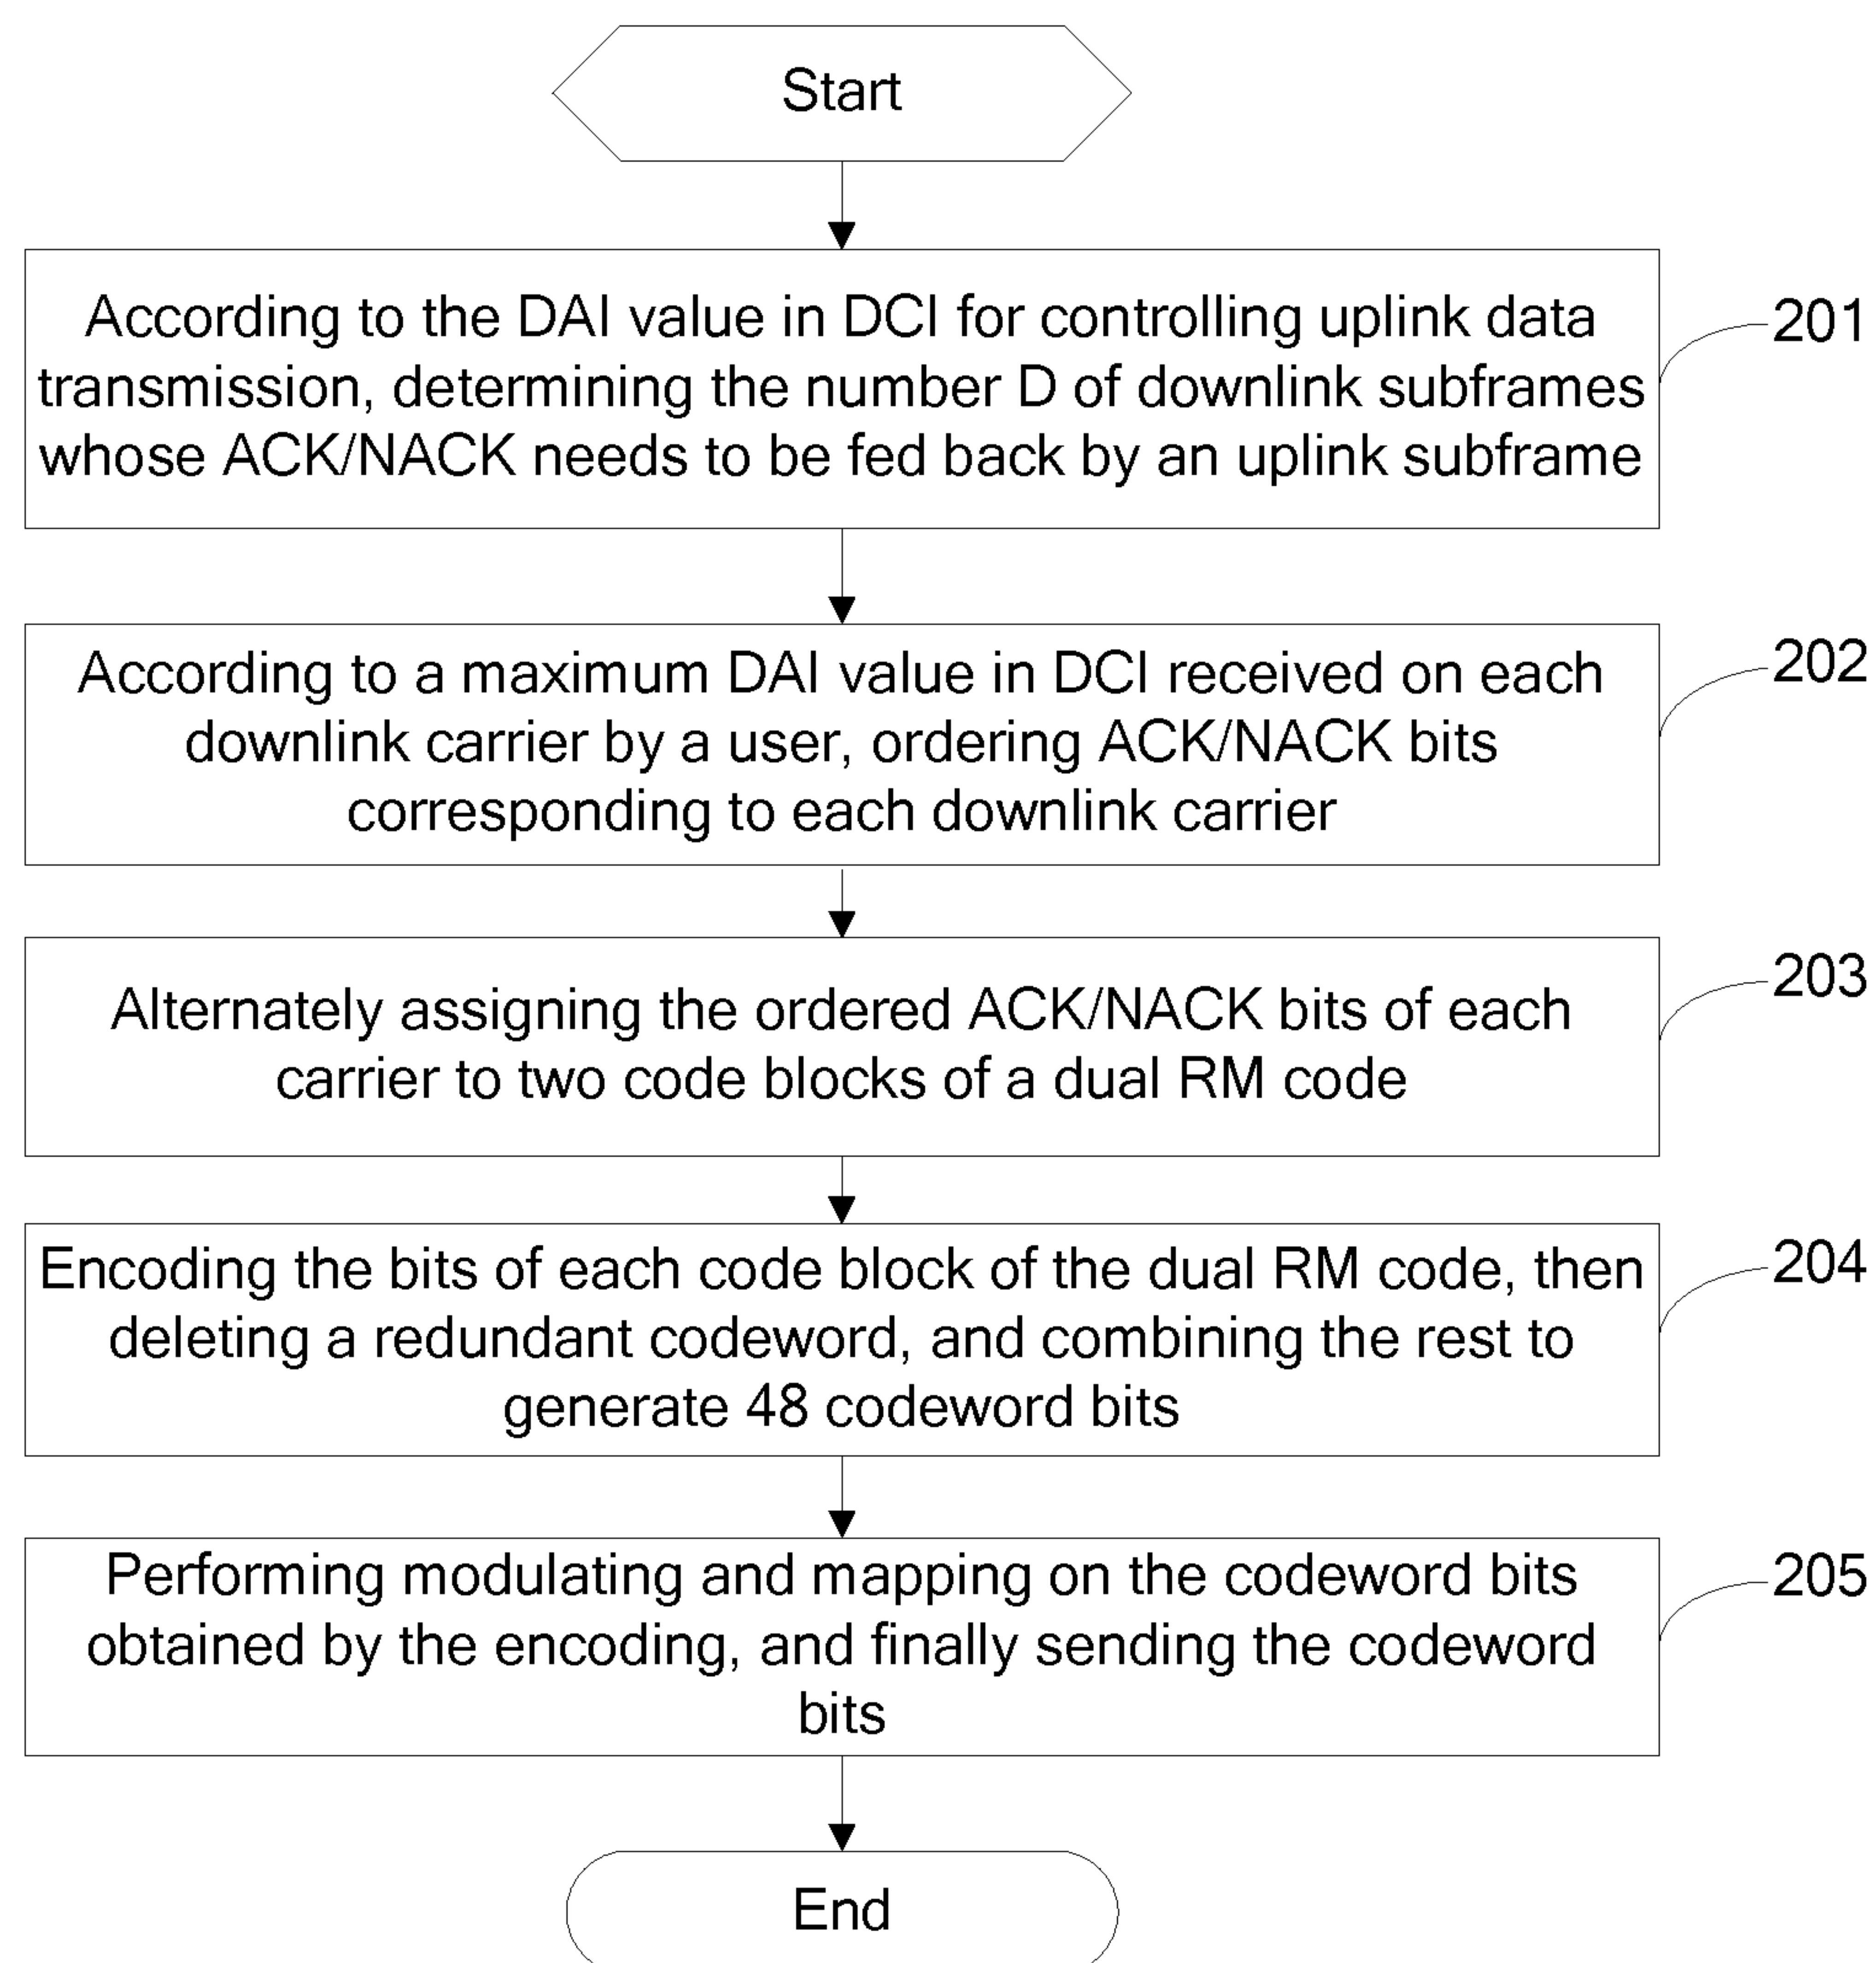 Start
According to the DAI value in DCI for controlling uplink data
transmission, determining the number D of downlink subframes
whose ACK/NACK needs to be fed back by an uplink subframe
201
According to a maximum DAI value in DCI received on each
downlink carrier by a user, ordering ACK/NACK bits
corresponding to each downlink carrier
202
Alternately assigning the ordered ACK/NACK bits of each
carrier to two code blocks of a dual RM code
203
Encoding the bits of each code block of the dual RM code, then
deleting a redundant codeword, and combining the rest to
generate 48 codeword bits
204
Performing modulating and mapping on the codeword bits
obtained by the encoding, and finally sending the codeword
bits
205
End